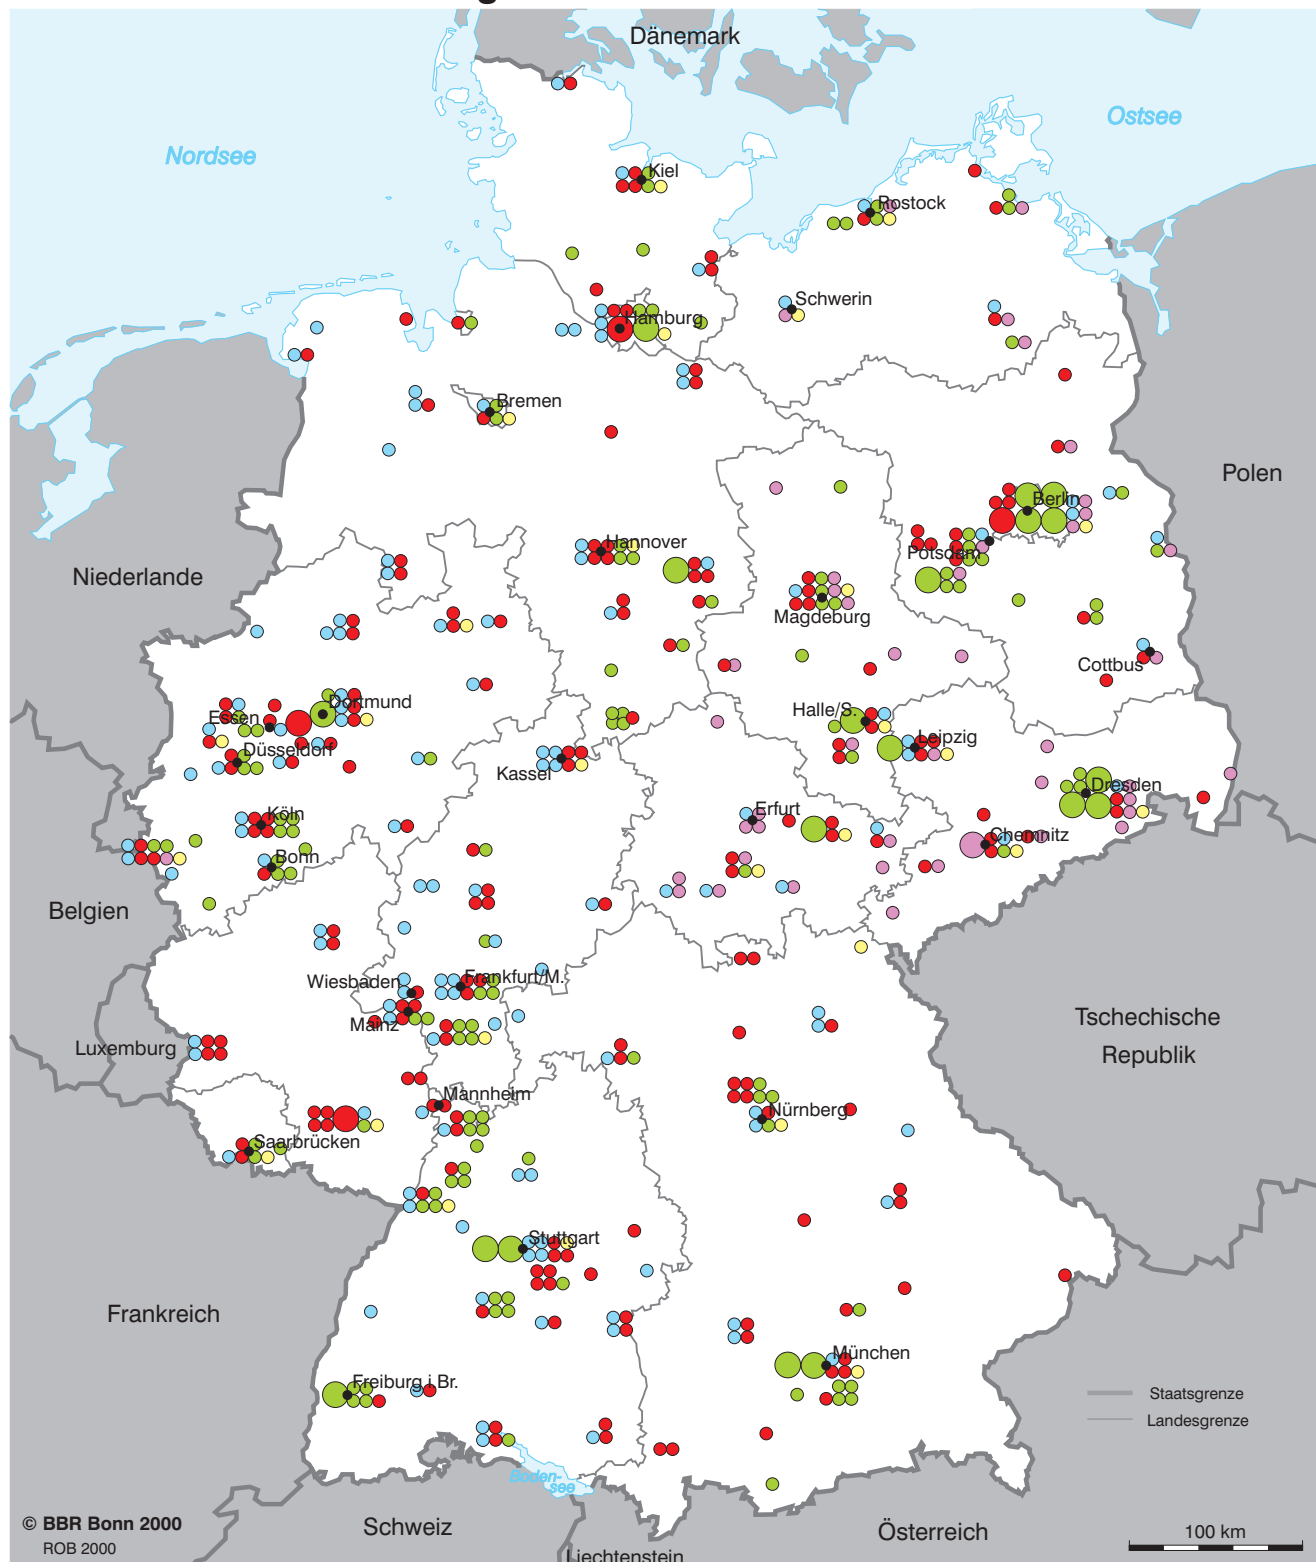 Dänemark
Nordsee
Ostsee
Kiel
Rostock
Schwerin
Hamburg
Bremen
Polen
Berlin
Hannover
Potsdam
Niederlande
Magdeburg
Cottbus
Dortmund
Essen
Halle/S.
Leipzig
Düsseldorf
Kassel
Dresden
Köln
Erfurt
Chemnitz
Bonn
Belgien
Wiesbaden
Frankfurt/M.
Mainz
Tschechische
Republik
Luxemburg
Mannheim
Nürnberg
Saarbrücken
Stuttgart
Frankreich
München
Freiburg i.Br.
Staatsgrenze
Landesgrenze
Boden-
see
© BBR Bonn 2000
ROB 2000
Schweiz
Österreich
100 km
Liechtenstein